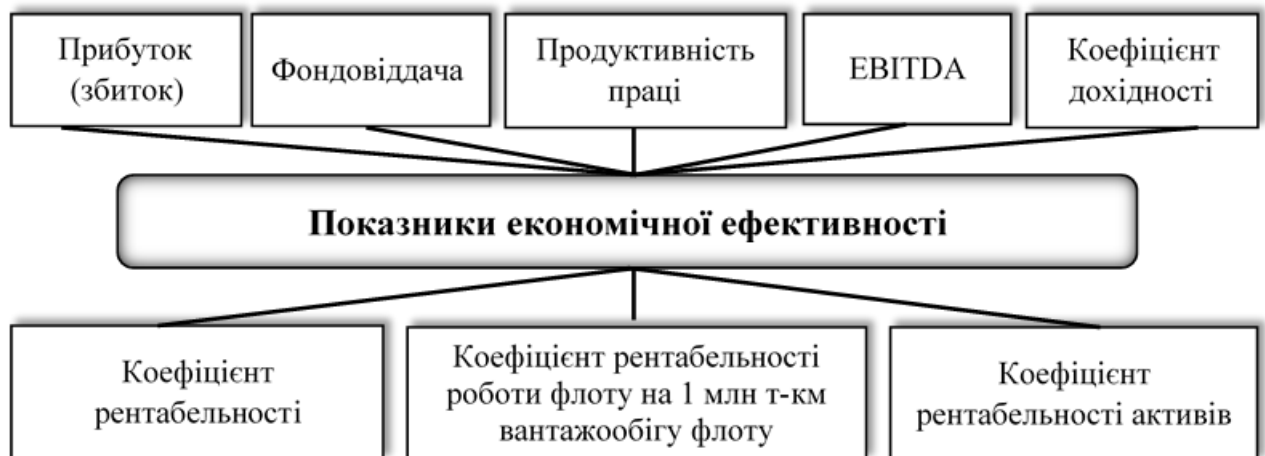 Прибуток
(збиток)
Фондовіддача
Продуктивність
праці
EBITDA
Коефіцієнт
дохідності
Показники економічної ефективності
Коефіцієнт
рентабельності
Коефіцієнт рентабельності
роботи флоту на 1 млн т-км
вантажообігу флоту
Коефіцієнт
рентабельності активів